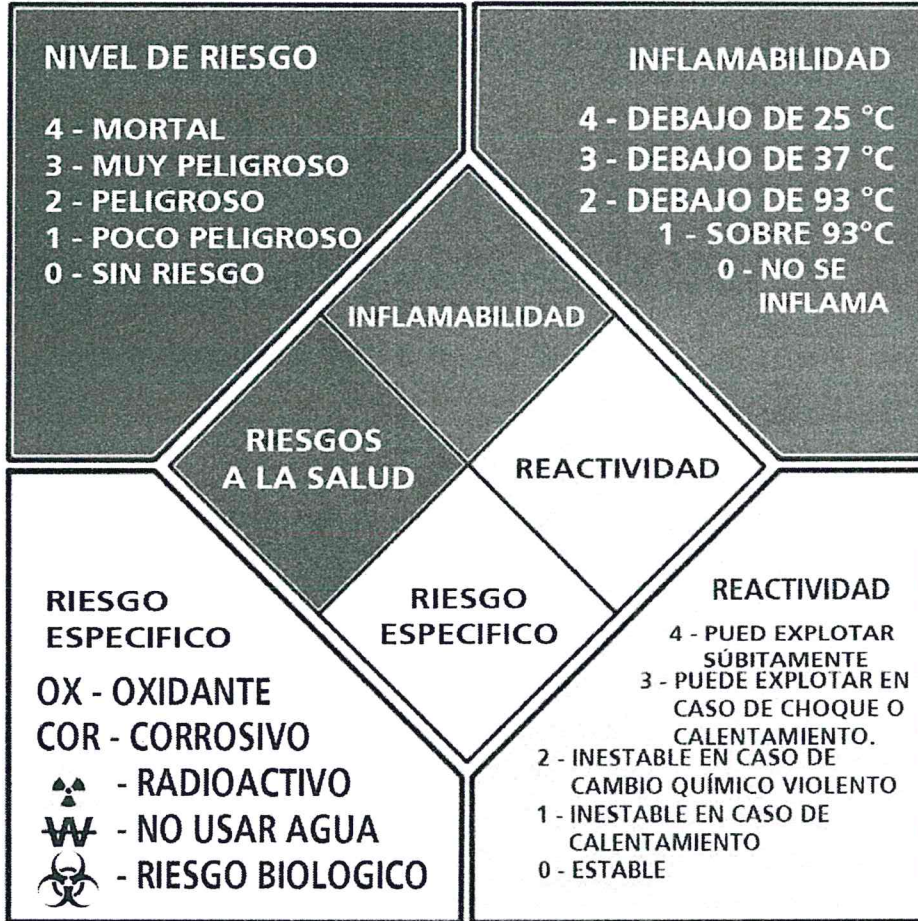 NIVEL DE RIESGO
4 - MORTAL
3 - MUY PELIGROSO
2 - PELIGROSO
1 - POCO PELIGROSO
0 - SIN RIESGO
INFLAMABILIDAD
4 - DEBAJO DE 25 °C
3 - DEBAJO DE 37 °C
2 - DEBAJO DE 93 °C
1 - SOBRE 93°C
0 - NO SE
INFLAMA
INFLAMABILIDAD
RIESGOS
A LA SALUD
REACTIVIDAD
RIESGO
ESPECIFICO
RIESGO
ESPECIFICO
OX - OXIDANTE
COR - CORROSIVO
- RADIOACTIVO
W - NO USAR AGUA
- RIESGO BIOLOGICO
REACTIVIDAD
4 - PUED EXPLOTAR
SÚBITAMENTE
3 - PUEDE EXPLOTAR EN
CASO DE CHOQUE O
CALENTAMIENTO.
2 - INESTABLE EN CASO DE
CAMBIO QUÍMICO VIOLENTO
1 - INESTABLE EN CASO DE
CALENTAMIENTO
0 - ESTABLE